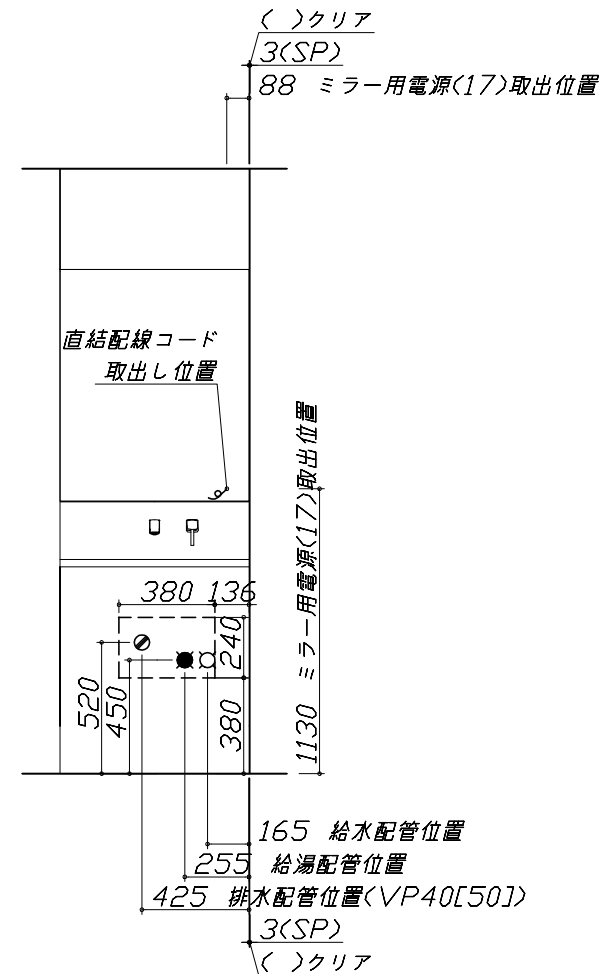 ( )クリア
3(SP)
88 ミラー用電源(17)取出位置
直結配線コード
取出し位置
1130 ミラー用電源(17)取出位置
380 136
240
520
450
380
165 給水配管位置
255 給湯配管位置
425 排水配管位置(VP40[50])
3(SP)
( )クリア